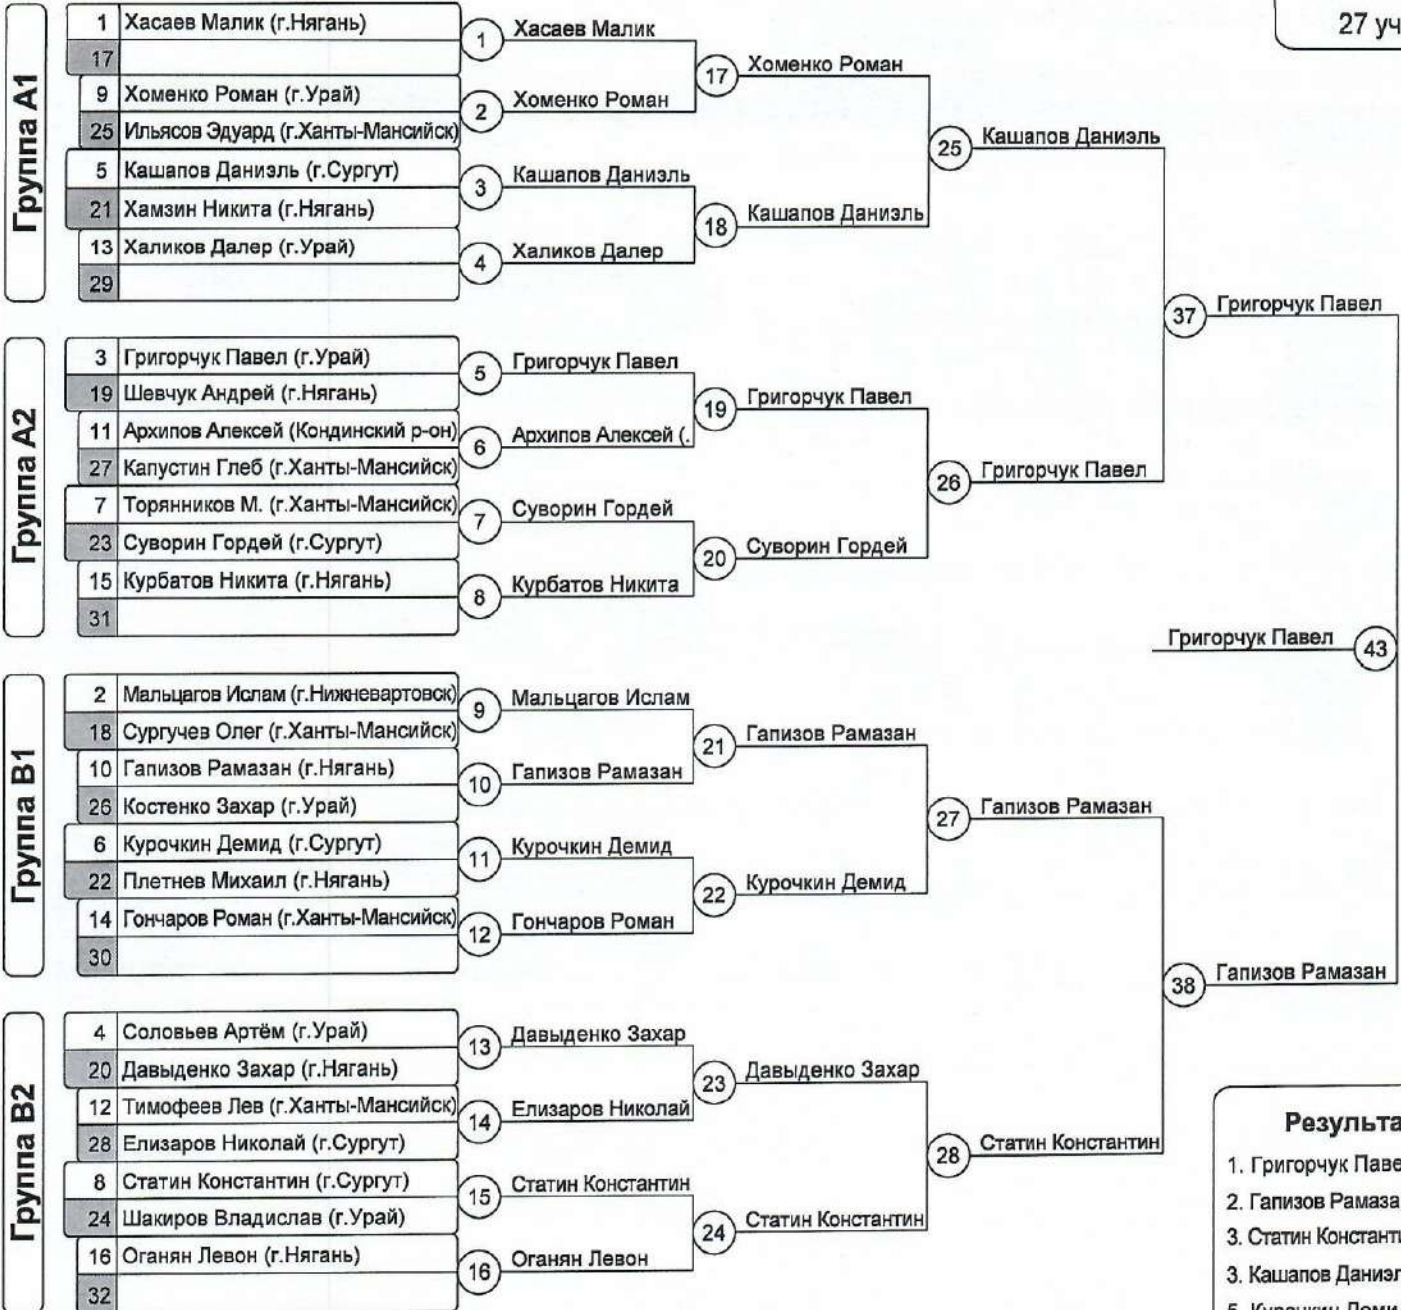 27 уч
Группа A1
1 Хасаев Малик (г.Нягань)
17
9 Хоменко Роман (г.Урай)
25 Ильясов Эдуард (г.Ханты-Мансийск)
5 Кашапов Даниэль (г.Сургут)
21 Хамзин Никита (г.Нягань)
13 Халиков Далер (г.Урай)
29
1 Хасаев Малик
2 Хоменко Роман
3 Кашапов Даниэль
4 Халиков Далер
17 Хоменко Роман
18 Кашапов Даниэль
25 Кашапов Даниэль
Группа A2
3 Григорчук Павел (г.Урай)
19 Шевчук Андрей (г.Нягань)
11 Архипов Алексей (Кондинский р-он)
27 Капустин Глеб (г.Ханты-Мансийск)
7 Торянников М. (г.Ханты-Мансийск)
23 Суворин Гордей (г.Сургут)
15 Курбатов Никита (г.Нягань)
31
5 Григорчук Павел
6 Архипов Алексей (.
7 Суворин Гордей
8 Курбатов Никита
19 Григорчук Павел
20 Суворин Гордей
26 Григорчук Павел
37 Григорчук Павел
Григорчук Павел 43
Группа B1
2 Мальцагов Ислам (г.Нижневартовск)
18 Сургучев Олег (г.Ханты-Мансийск)
10 Гапизов Рамазан (г.Нягань)
26 Костенко Захар (г.Урай)
6 Курочкин Демид (г.Сургут)
22 Плетнев Михаил (г.Нягань)
14 Гончаров Роман (г.Ханты-Мансийск)
30
9 Мальцагов Ислам
10 Гапизов Рамазан
11 Курочкин Демид
12 Гончаров Роман
21 Гапизов Рамазан
22 Курочкин Демид
27 Гапизов Рамазан
Группа B2
4 Соловьев Артём (г.Урай)
20 Давыденко Захар (г.Нягань)
12 Тимофеев Лев (г.Ханты-Мансийск)
28 Елизаров Николай (г.Сургут)
8 Статин Константин (г.Сургут)
24 Шакиров Владислав (г.Урай)
16 Оганян Левон (г.Нягань)
32
13 Давыденко Захар
14 Елизаров Николай
15 Статин Константин
16 Оганян Левон
23 Давыденко Захар
24 Статин Константин
28 Статин Константин
38 Гапизов Рамазан
Результа
1. Григорчук Паве
2. Гапизов Рамаза
3. Статин Констант
3. Кашапов Даниэл
5. Курочкин Деми